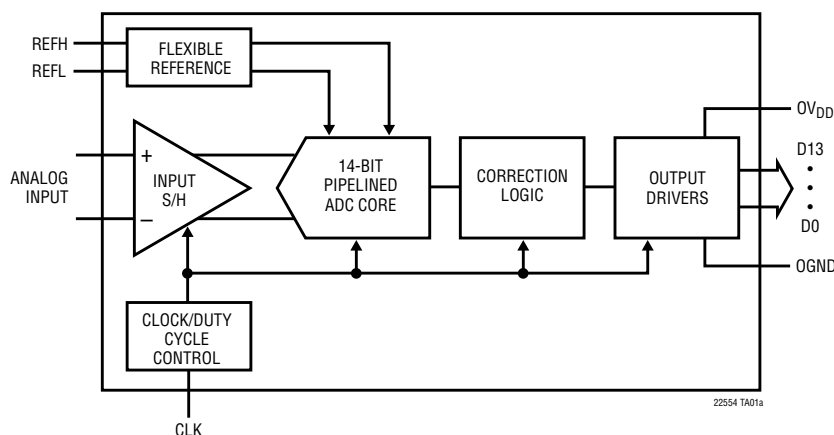 REFH
REFL
FLEXIBLE
REFERENCE
OVDD
D13
D0
ANALOG
INPUT
+
–
INPUT
S/H
14-BIT
PIPELINED
ADC CORE
CORRECTION
LOGIC
OUTPUT
DRIVERS
OGND
CLOCK/DUTY
CYCLE
CONTROL
CLK
22554 TA01a